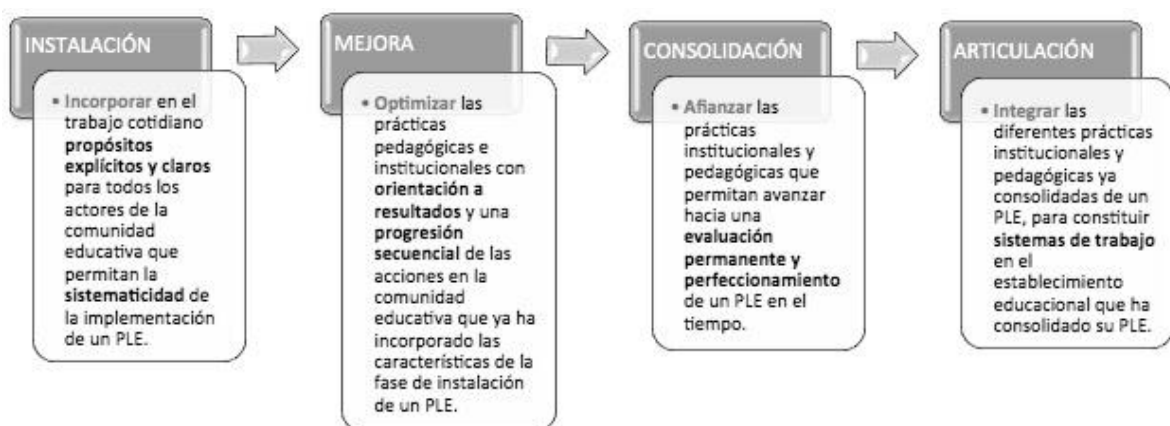 INSTALACIÓN
• Incorporar en el
trabajo cotidiano
propósitos
explícitos y claros
para todos los
actores de la
comunidad
educativa que
permitan la
sistematicidad de
la implementación
de un PLE.
MEJORA
• Optimizar las
prácticas
pedagógicas e
institucionales con
orientación a
resultados y una
progresión
secuencial de las
acciones en la
comunidad
educativa que ya ha
incorporado las
características de la
fase de instalación
de un PLE.
CONSOLIDACIÓN
• Afianzar las
prácticas
institucionales y
pedagógicas que
permitan avanzar
hacia una
evaluación
permanente y
perfeccionamiento
de un PLE en el
tiempo.
ARTICULACIÓN
• Integrar las
diferentes prácticas
institucionales y
pedagógicas ya
consolidadas de un
PLE, para constituir
sistemas de trabajo
en el
establecimiento
educacional que ha
consolidado su PLE.